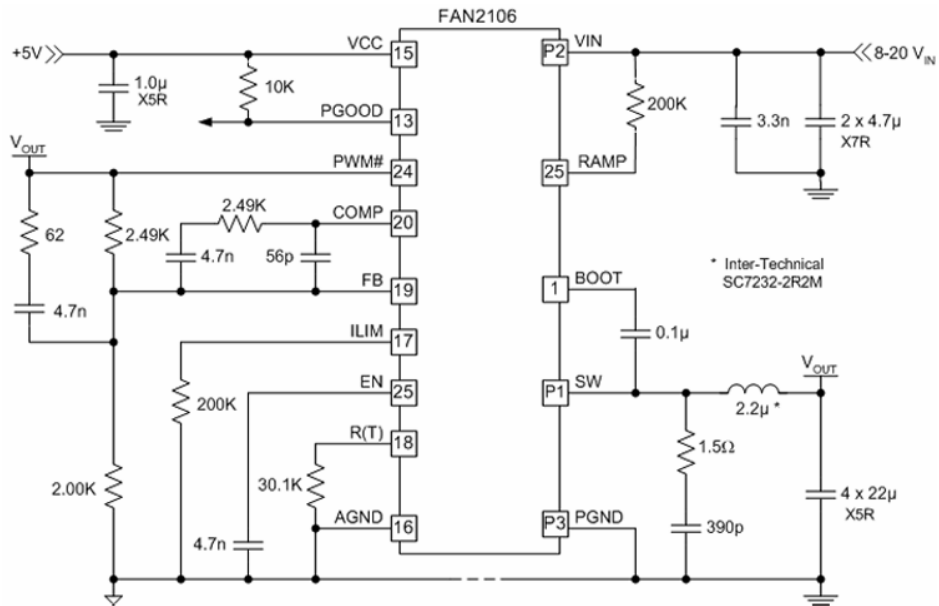 FAN2106
+5V
VCC
15
P2
VIN
8-20 V_IN
1.0µ
X5R
10K
200K
3.3n
2 x 4.7µ
X7R
PGOOD
13
V_OUT
PWM#
24
25
RAMP
62
2.49K
2.49K
COMP
20
4.7n
56p
* Inter-Technical
SC7232-2R2M
4.7n
FB
19
1
BOOT
ILIM
17
0.1µ
EN
25
P1
SW
V_OUT
200K
2.2µ *
R(T)
18
1.5Ω
2.00K
30.1K
4 x 22µ
X5R
AGND
16
P3
PGND
390p
4.7n